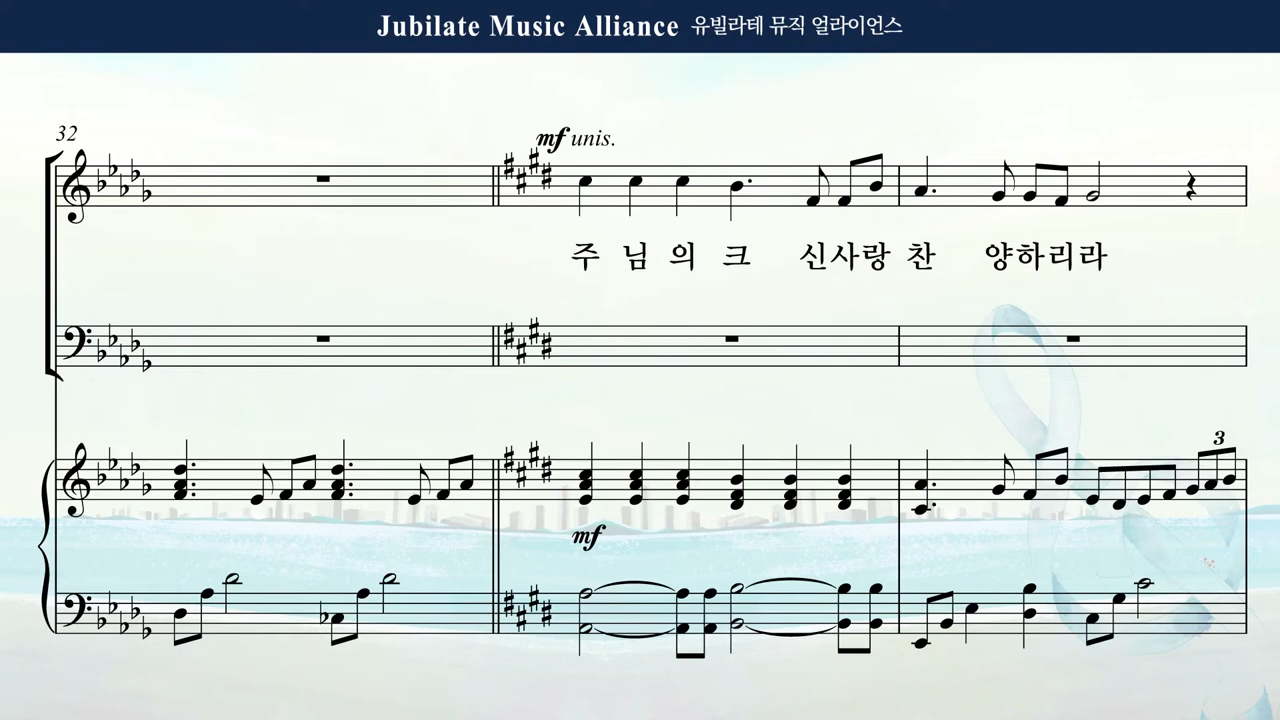 Jubilate Music Alliance 유빌라테 뮤직 얼라이언스
32
mf unis.
주 님 의 크 신사랑 찬 양하리라
3
mf